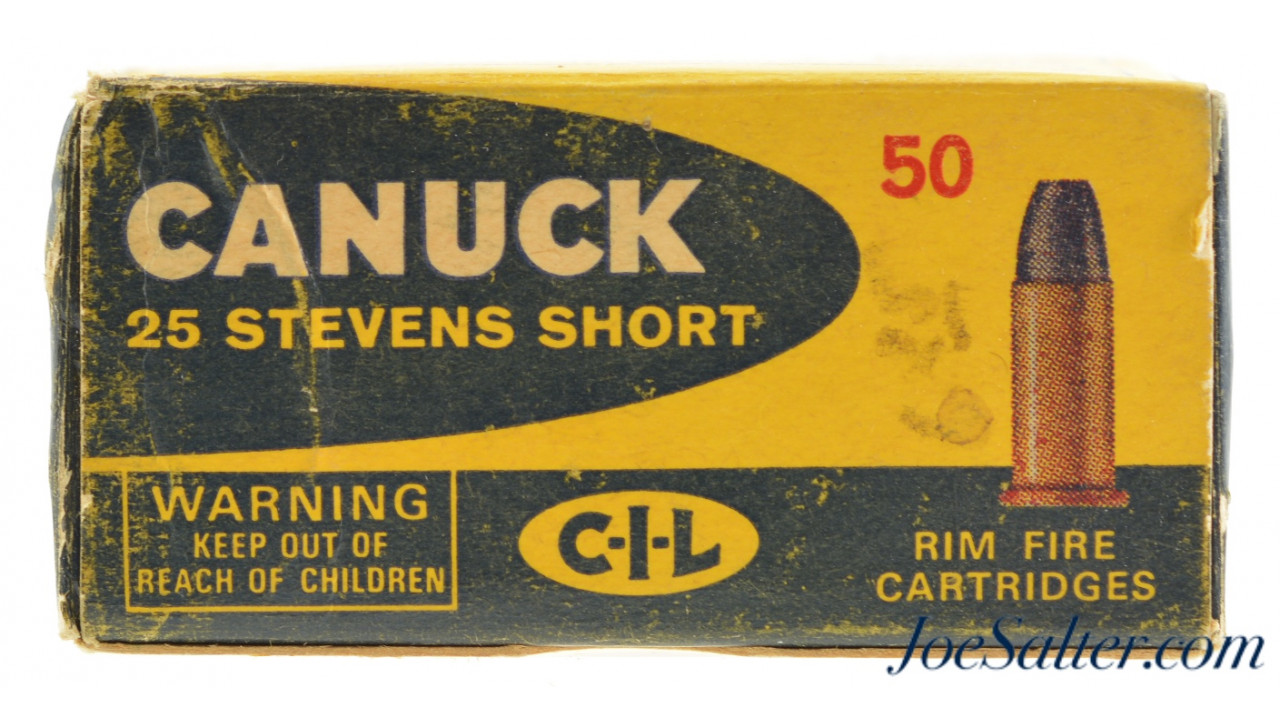 CANUCK
25 STEVENS SHORT
50
WARNING
KEEP OUT OF
REACH OF CHILDREN
C-I-L
RIM FIRE
CARTRIDGES
JoeSalter.com